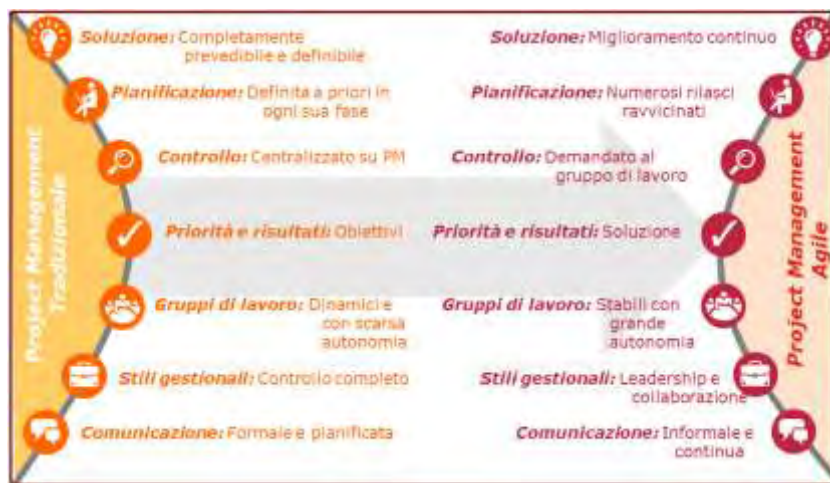 Project Management
Tradizionale
Soluzione: Completamente
prevedibile e definibile
Planificazione: Definita a priori in
ogni sua fase
Controllo: Centralizzato su PM
Priorità e risultati: Obiettivi
Gruppi di lavoro: Dinamici e
con scarsa
autonomia
Stili gestionali: Controllo completo
Comunicazione: Formale e planificata
Soluzione: Miglioramento continuo
Planificazione: Numerosi rilasci
ravvicinati
Controllo: Demandato al
gruppo di lavoro
Priorità e risultati: Soluzione
Gruppi di lavoro: Stabili con
grande
autonomia
Stili gestionali: Leadership e
collaborazione
Comunicazione: Informale e
continua
Project Management
Agile